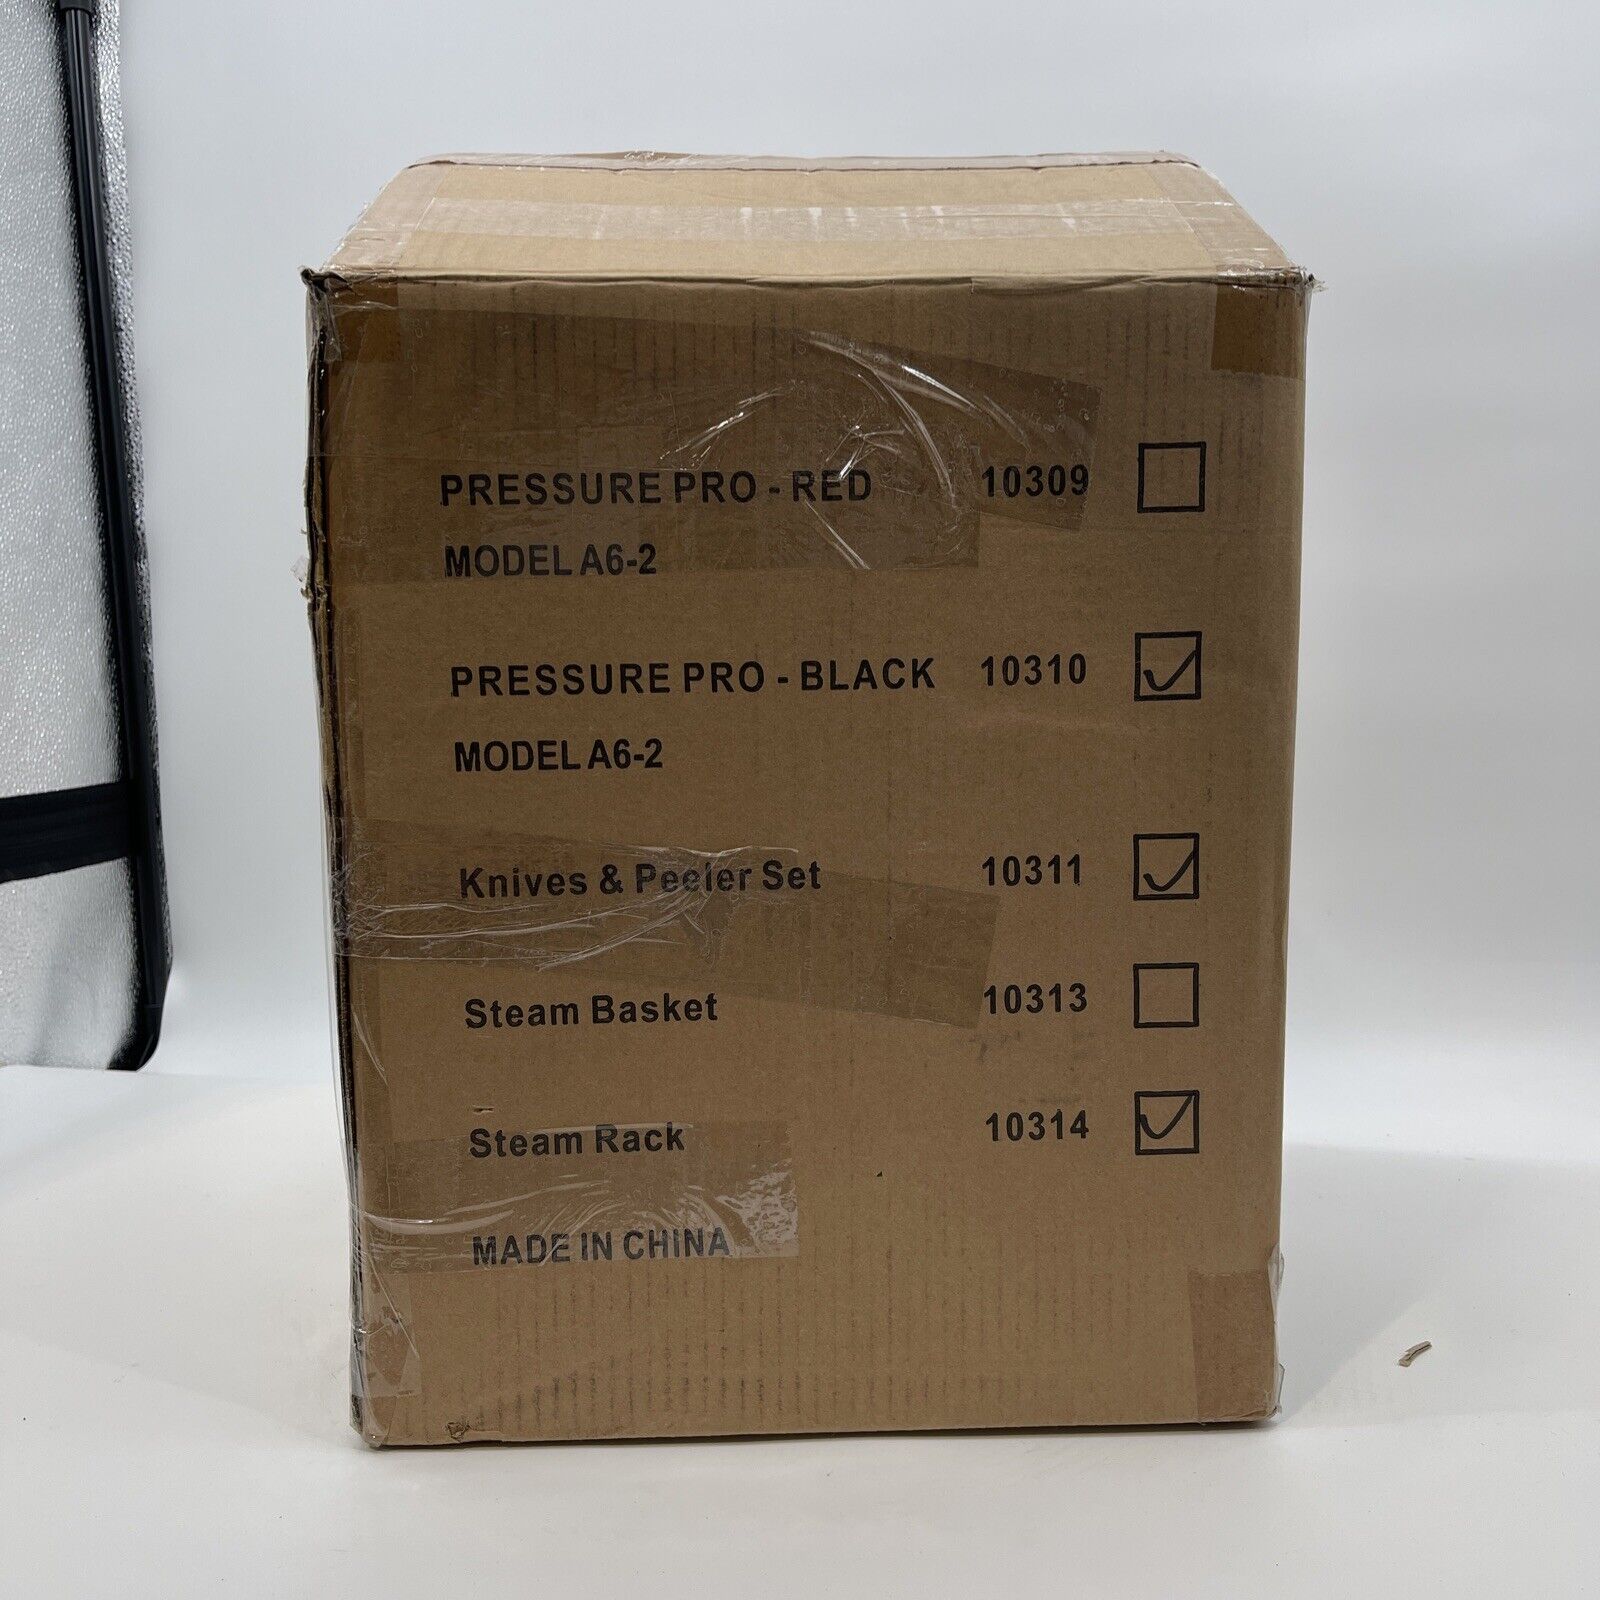 PRESSURE PRO - RED 10309
MODEL A6-2
PRESSURE PRO - BLACK 10310
MODEL A6-2
Knives & Peeler Set 10311
Steam Basket 10313
Steam Rack 10314
MADE IN CHINA